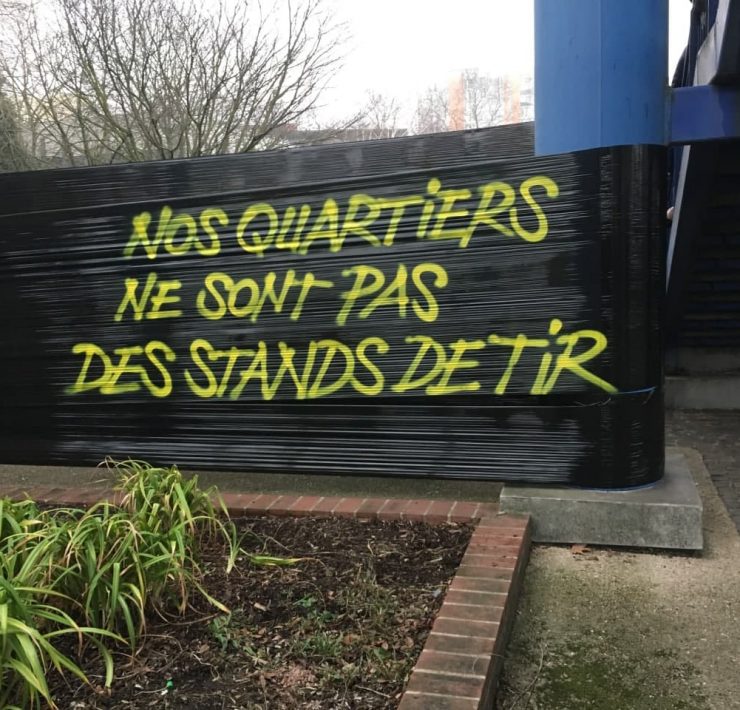 NOS QUARTiERS
NE SONT PAS
DES STANDS DE TiR